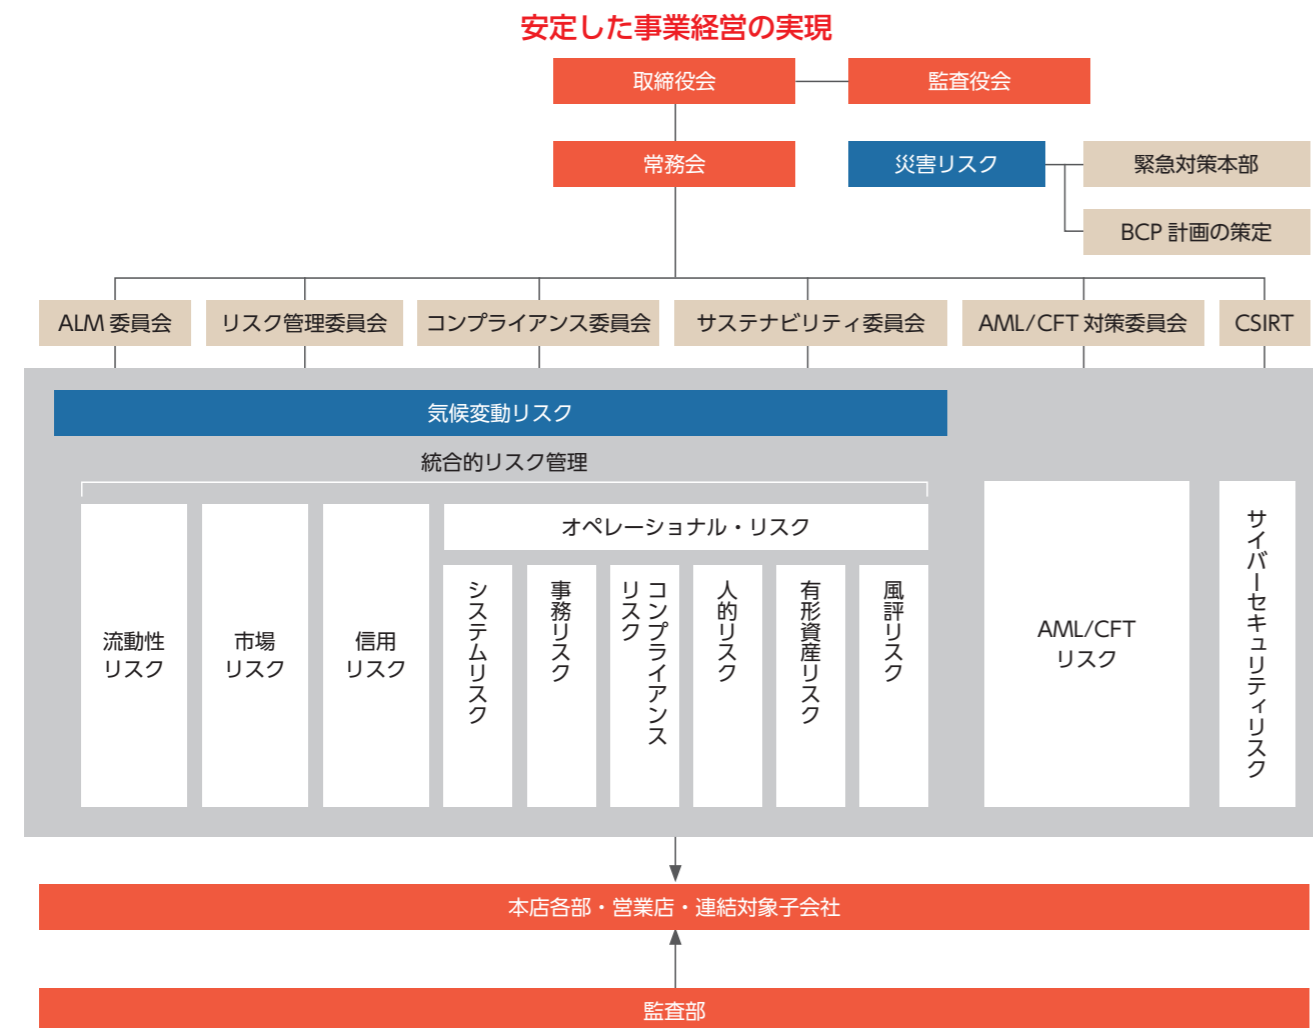 安定した事業経営の実現
取締役会
監査役会
常務会
災害リスク
緊急対策本部
BCP 計画の策定
ALM 委員会
リスク管理委員会
コンプライアンス委員会
サステナビリティ委員会
AML/CFT 対策委員会
CSIRT
気候変動リスク
統合的リスク管理
流動性
リスク
市場
リスク
信用
リスク
オペレーショナル・リスク
システムリスク
事務リスク
コンプライアンス
リスク
人的リスク
有形資産リスク
風評リスク
AML/CFT
リスク
サイバーセキュリティリスク
本店各部・営業店・連結対象子会社
監査部